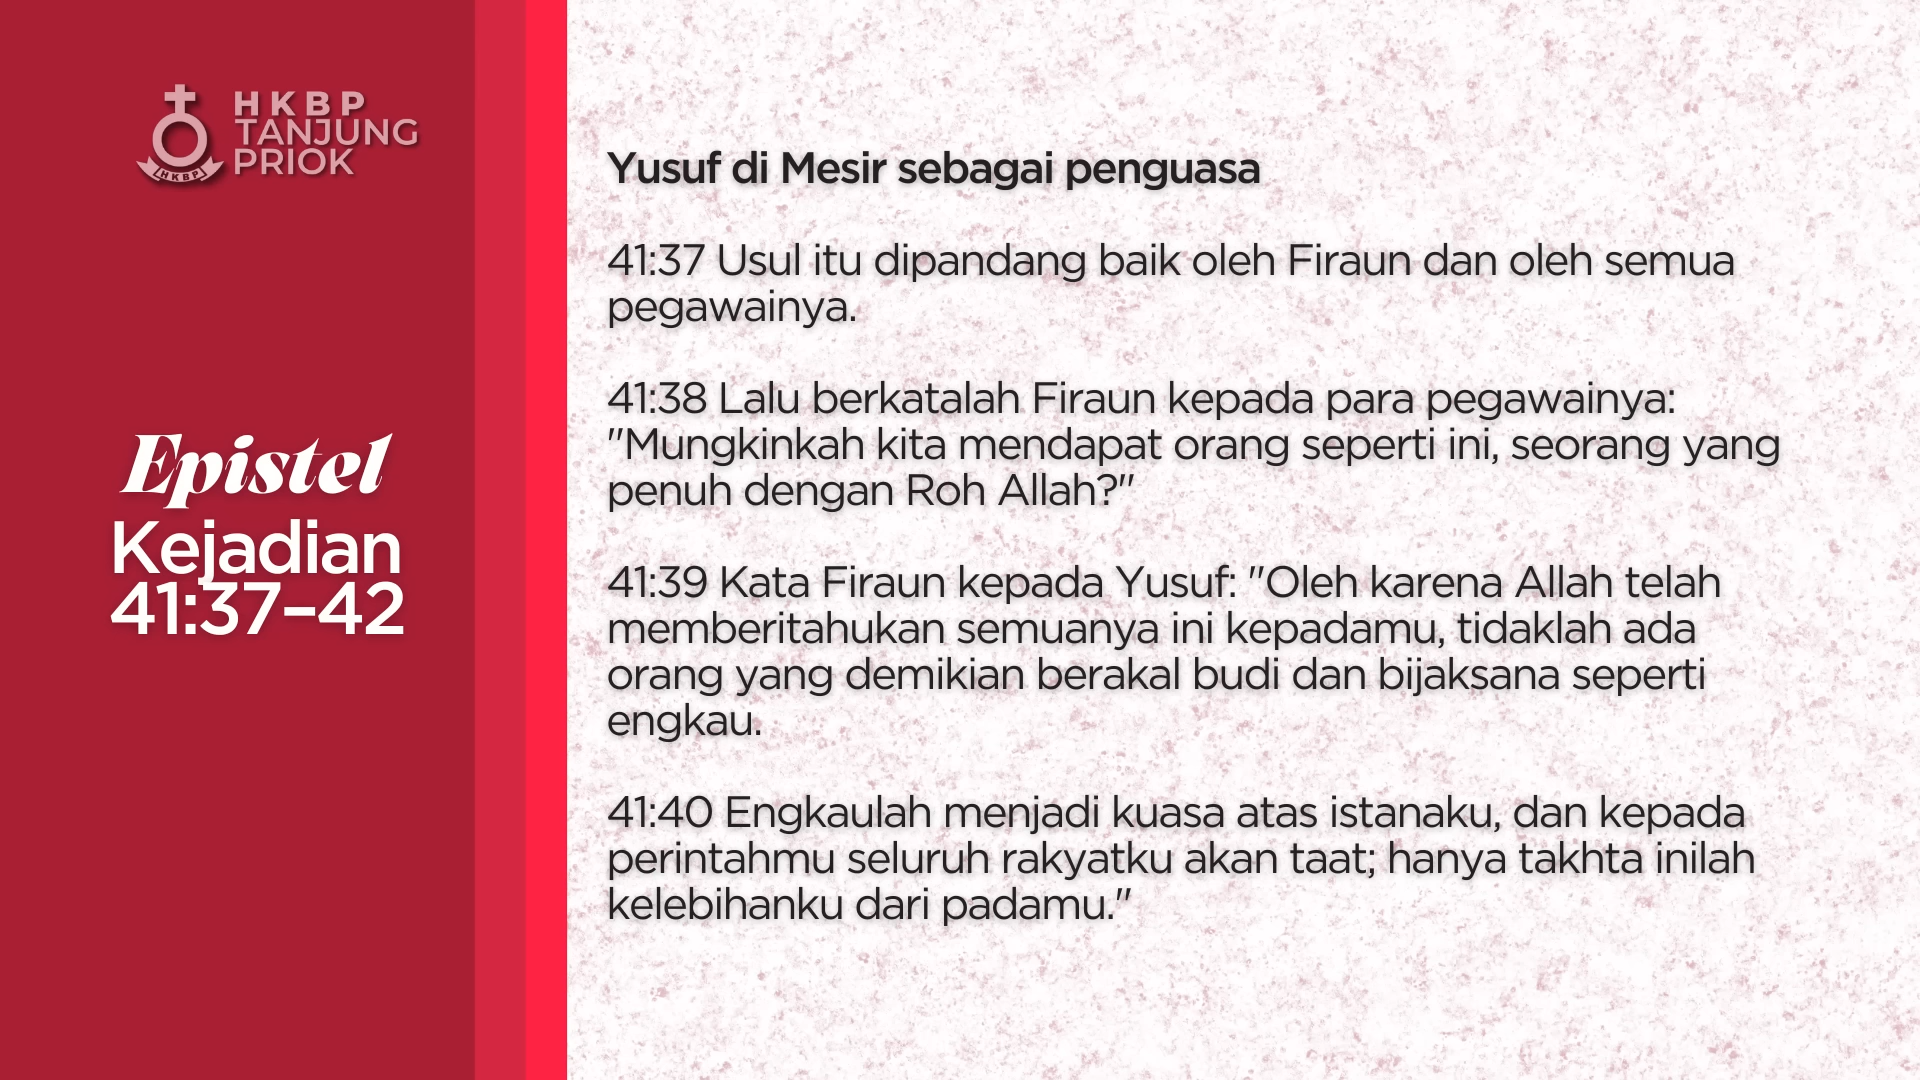 HKBP
TANJUNG
PRIOK
HKBP
Epistel
Kejadian
41:37–42
Yusuf di Mesir sebagai penguasa
41:37 Usul itu dipandang baik oleh Firaun dan oleh semua
pegawainya.
41:38 Lalu berkatalah Firaun kepada para pegawainya:
"Mungkinkah kita mendapat orang seperti ini, seorang yang
penuh dengan Roh Allah?"
41:39 Kata Firaun kepada Yusuf: "Oleh karena Allah telah
memberitahukan semuanya ini kepadamu, tidaklah ada
orang yang demikian berakal budi dan bijaksana seperti
engkau.
41:40 Engkaulah menjadi kuasa atas istanaku, dan kepada
perintahmu seluruh rakyatku akan taat; hanya takhta inilah
kelebihanku dari padamu."